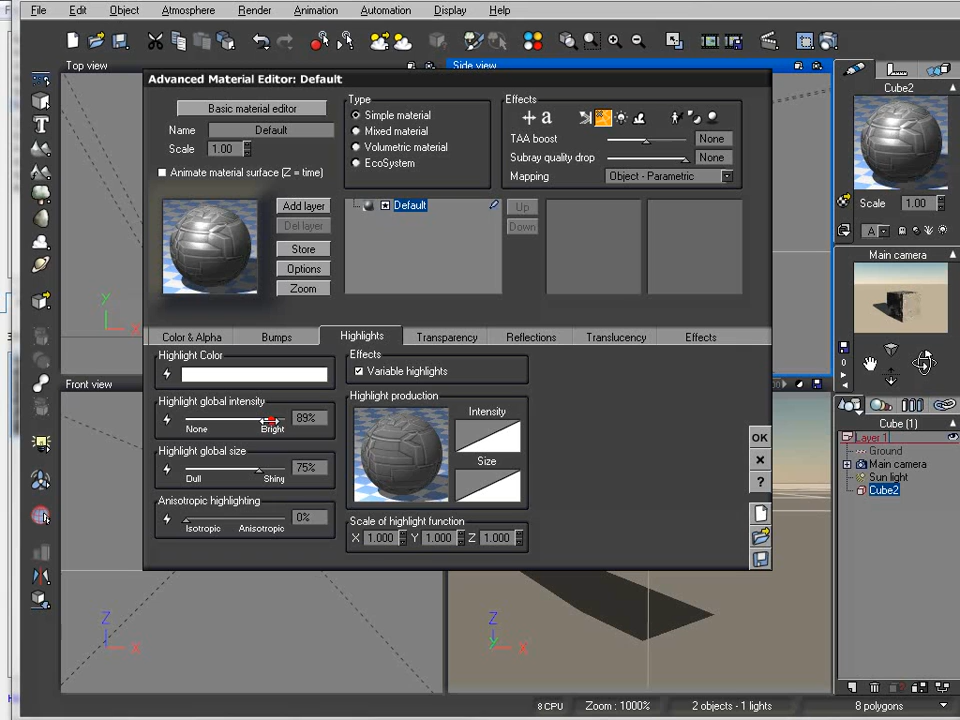 File Edit Object Atmosphere Render Animation Automation Display Help
Top view
Side view
Cube2
Advanced Material Editor: Default
Basic material editor
Name Default
Scale 1.00
Animate material surface (Z = time)
Type
Simple material
Mixed material
Volumetric material
EcoSystem
Effects
TAA boost None
Subray quality drop None
Mapping Object - Parametric
Add layer
Del layer
Store
Options
Zoom
Default
Up
Down
Scale 1.00
A
Main camera
Color & Alpha Bumps Highlights Transparency Reflections Translucency Effects
Highlight Color
Highlight global intensity
89%
None Bright
Highlight global size
75%
Dull Shiny
Anisotropic highlighting
0%
Isotropic Anisotropic
Effects
Variable highlights
Highlight production
Intensity
Size
Scale of highlight function
X 1.000 Y 1.000 Z 1.000
OK
?
Front view
Cube (1)
Layer 1
Ground
Main camera
Sun light
Cube2
Y
X
Z
X
Z
Y
X
8 CPU Zoom : 1000% 2 objects - 1 lights 8 polygons